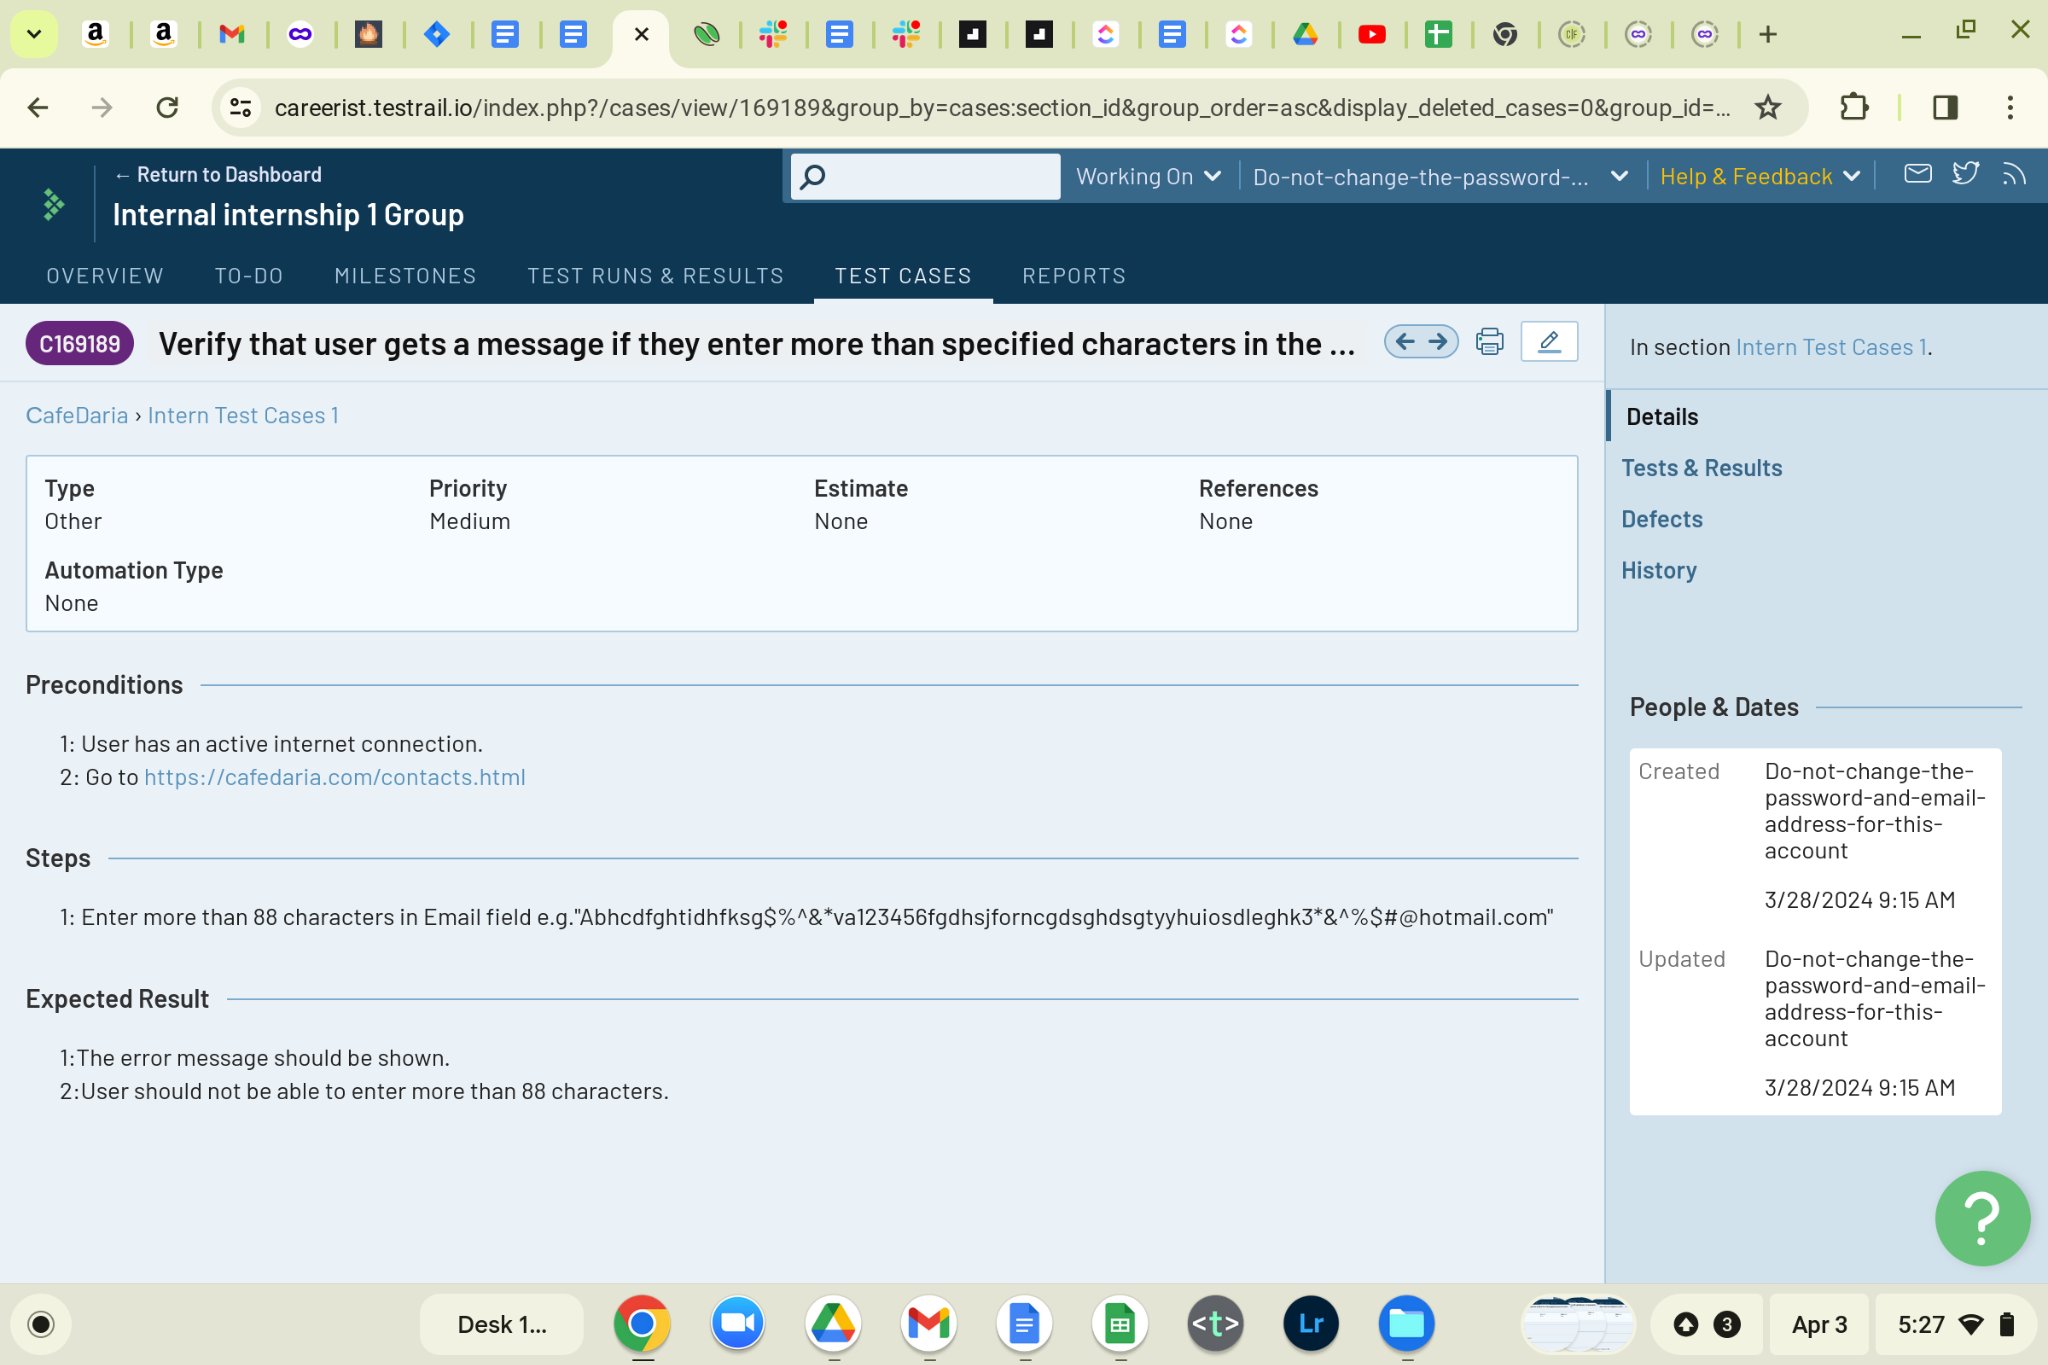 careerist.testrail.io/index.php?/cases/view/169189&group_by=cases:section_id&group_order=asc&display_deleted_cases=0&group_id=...
← Return to Dashboard
Internal internship 1 Group
Working On
Do-not-change-the-password-...
Help & Feedback
OVERVIEW
TO-DO
MILESTONES
TEST RUNS & RESULTS
TEST CASES
REPORTS
C169189
Verify that user gets a message if they enter more than specified characters in the ...
In section Intern Test Cases 1.
CafeDaria › Intern Test Cases 1
Type
Other
Priority
Medium
Estimate
None
References
None
Automation Type
None
Preconditions
1: User has an active internet connection.
2: Go to https://cafedaria.com/contacts.html
Steps
1: Enter more than 88 characters in Email field e.g."Abhcdfghtidhfksg$%^&*va123456fgdhsjforncgdsghdsgtyyhuiosdleghk3*&^%$#@hotmail.com"
Expected Result
1:The error message should be shown.
2:User should not be able to enter more than 88 characters.
Details
Tests & Results
Defects
History
People & Dates
Created
Do-not-change-the-
password-and-email-
address-for-this-
account
3/28/2024 9:15 AM
Updated
Do-not-change-the-
password-and-email-
address-for-this-
account
3/28/2024 9:15 AM
?
Desk 1...
<t>
Lr
3
Apr 3
5:27